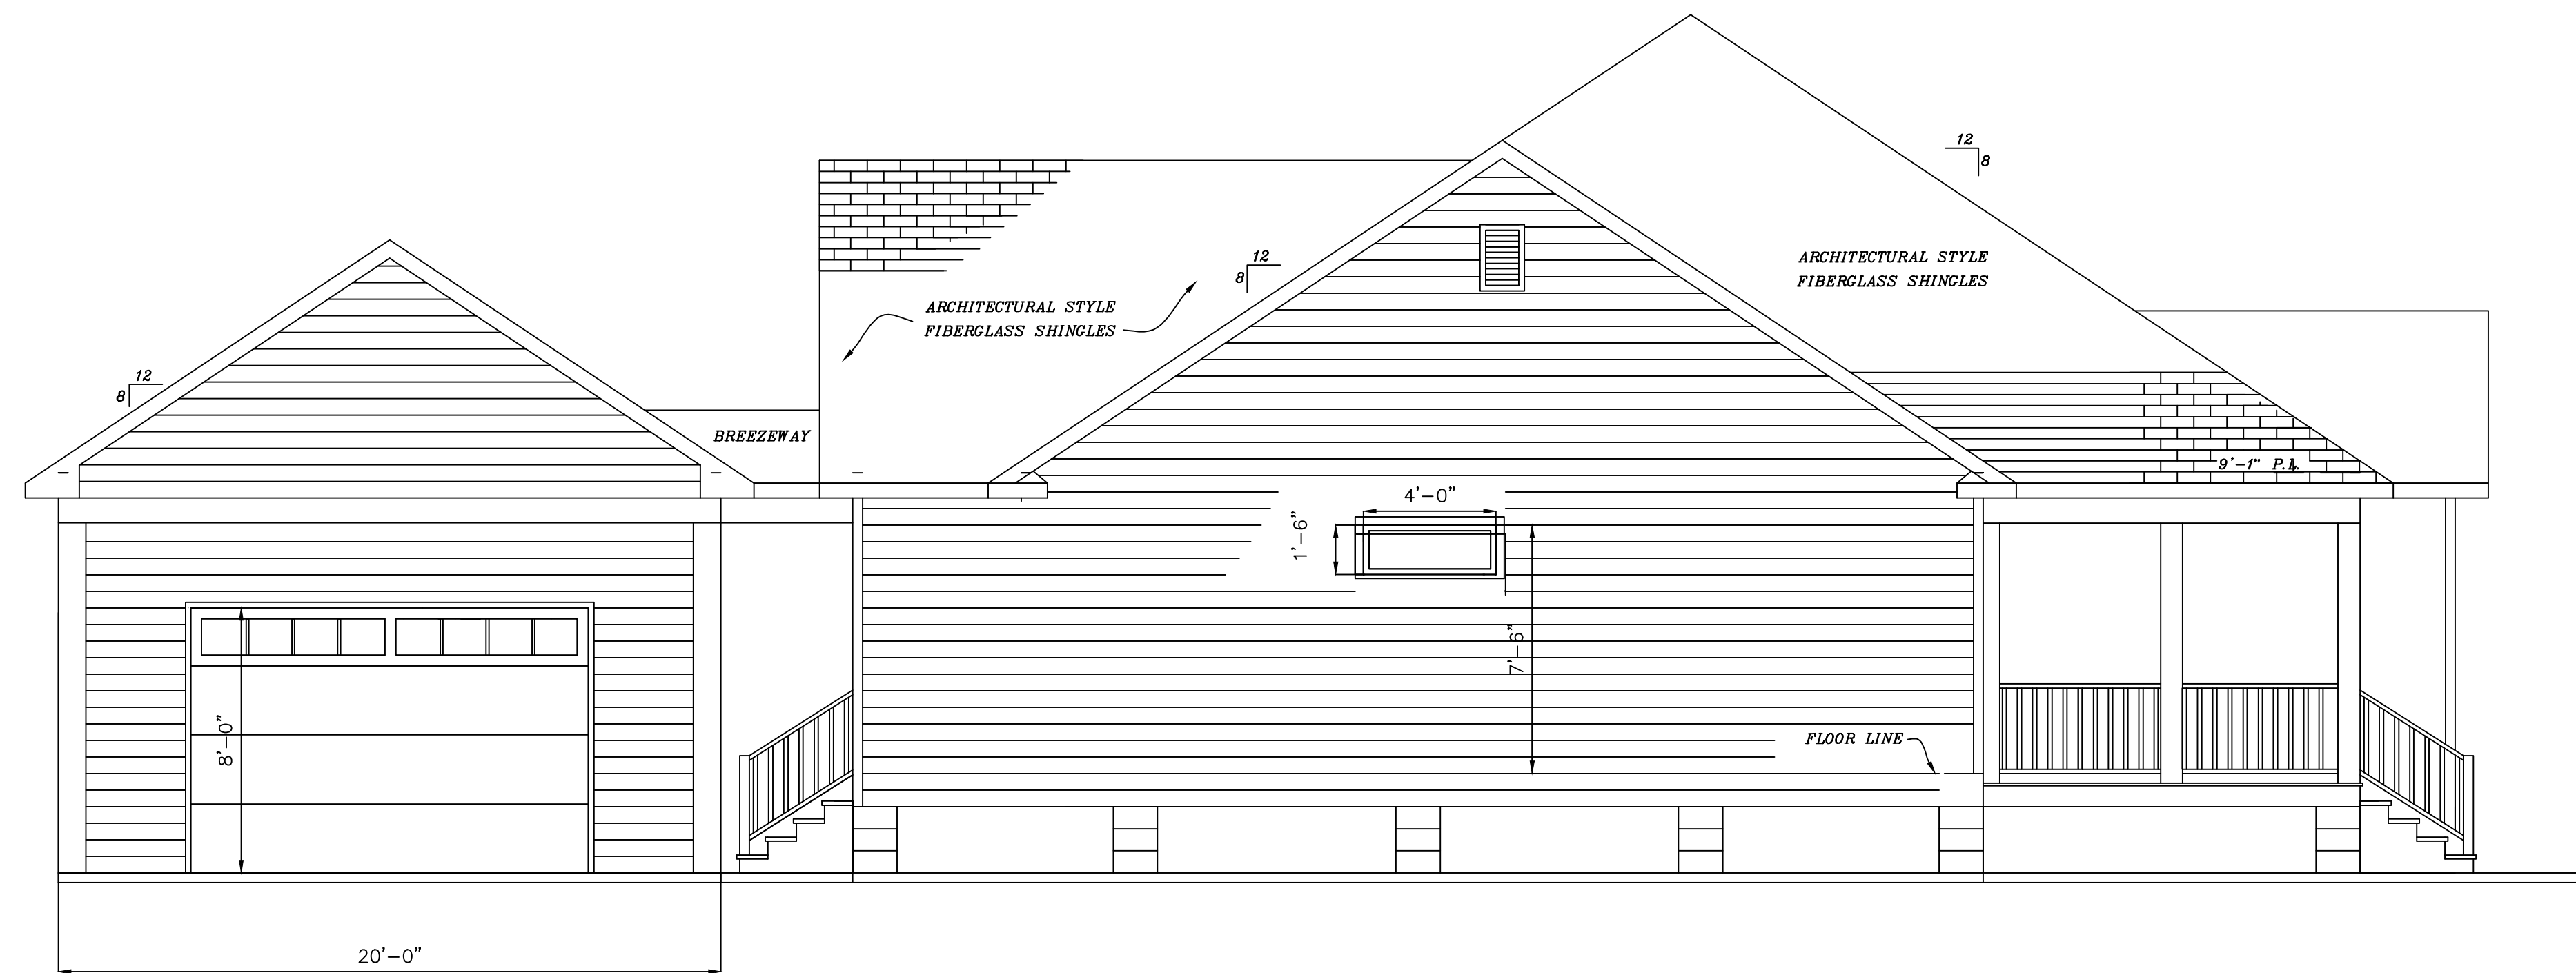 12
8
ARCHITECTURAL STYLE
FIBERGLASS SHINGLES
12
8
ARCHITECTURAL STYLE
FIBERGLASS SHINGLES
12
8
BREEZEWAY
9'-1" P.L.
4'-0"
1'-6"
7'-6"
8'-0"
FLOOR LINE
20'-0"